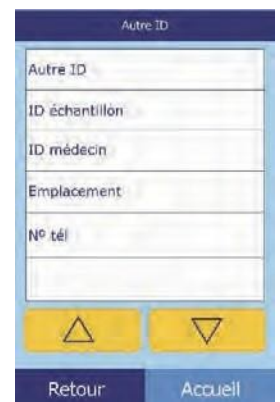 Autre ID
Autre ID
ID échantillon
ID médecin
Emplacement
Nº tél
Retour Accueil